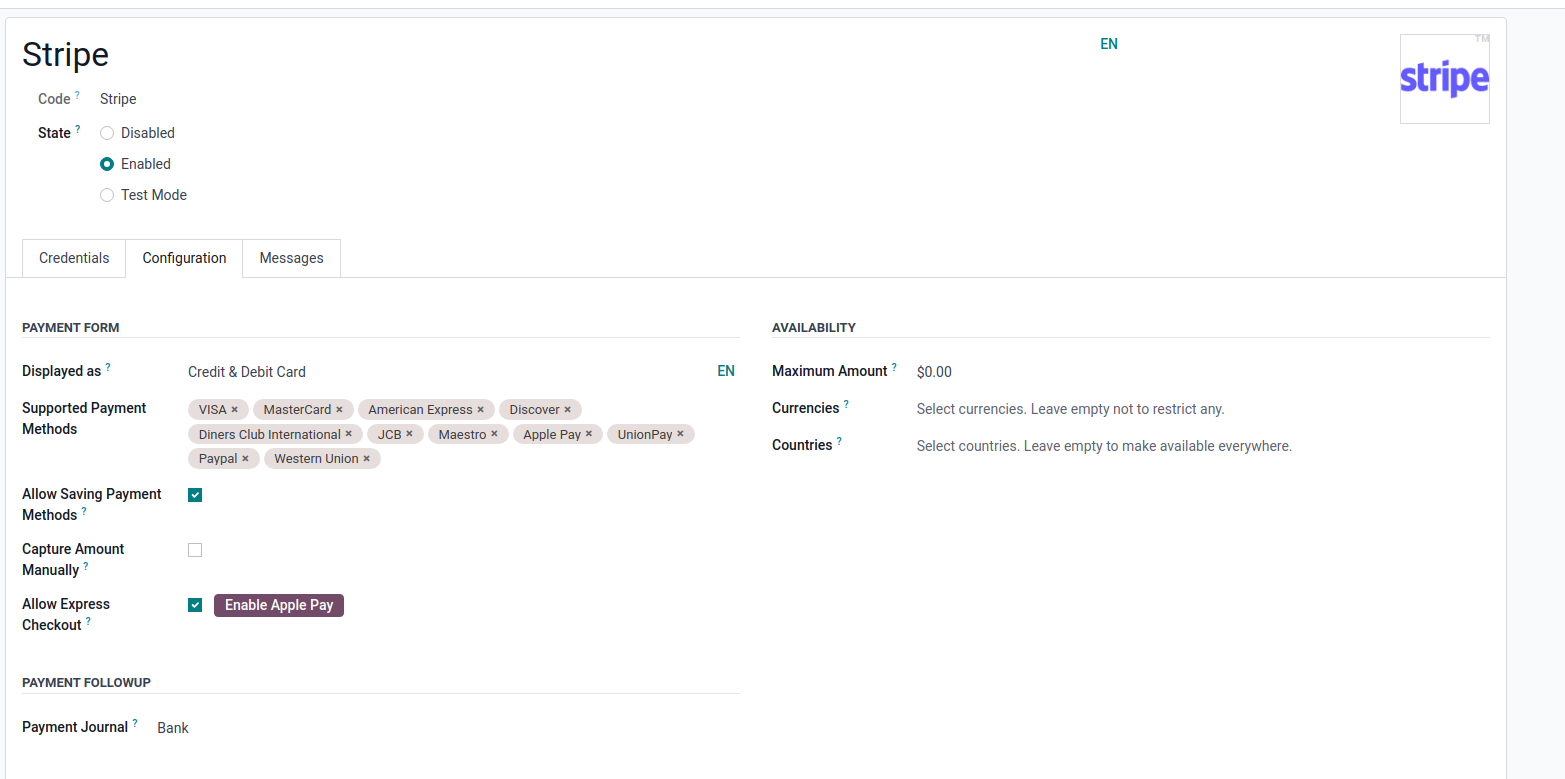 Stripe
EN
TM
stripe
Code ? Stripe
State ? Disabled
Enabled
Test Mode
Credentials Configuration Messages
PAYMENT FORM
Displayed as ? Credit & Debit Card EN
Supported Payment Methods
VISA × MasterCard × American Express × Discover ×
Diners Club International × JCB × Maestro × Apple Pay × UnionPay ×
Paypal × Western Union ×
Allow Saving Payment
Methods ?
Capture Amount
Manually ?
Allow Express
Checkout ?
Enable Apple Pay
AVAILABILITY
Maximum Amount ? $0.00
Currencies ? Select currencies. Leave empty not to restrict any.
Countries ? Select countries. Leave empty to make available everywhere.
PAYMENT FOLLOWUP
Payment Journal ? Bank